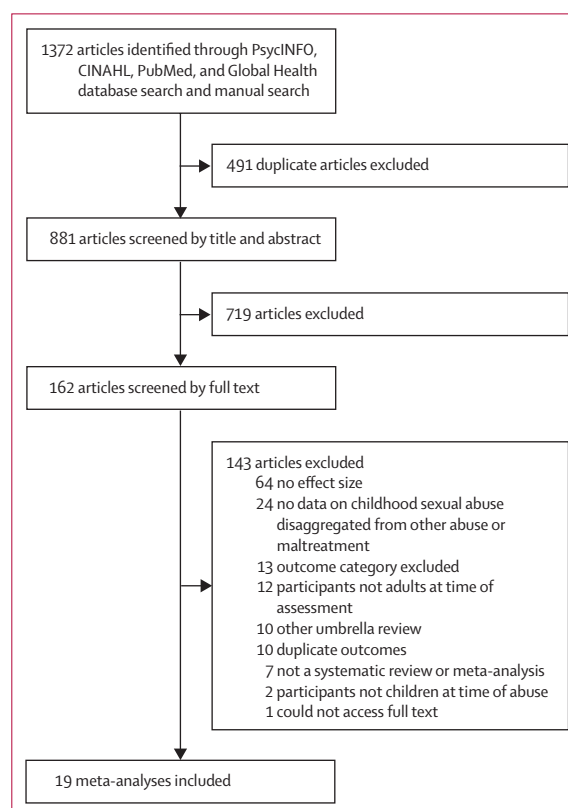 1372 articles identified through PsycINFO,
CINAHL, PubMed, and Global Health
database search and manual search
491 duplicate articles excluded
881 articles screened by title and abstract
719 articles excluded
162 articles screened by full text
143 articles excluded
64 no effect size
24 no data on childhood sexual abuse
disaggregated from other abuse or
maltreatment
13 outcome category excluded
12 participants not adults at time of
assessment
10 other umbrella review
10 duplicate outcomes
7 not a systematic review or meta-analysis
2 participants not children at time of abuse
1 could not access full text
19 meta-analyses included